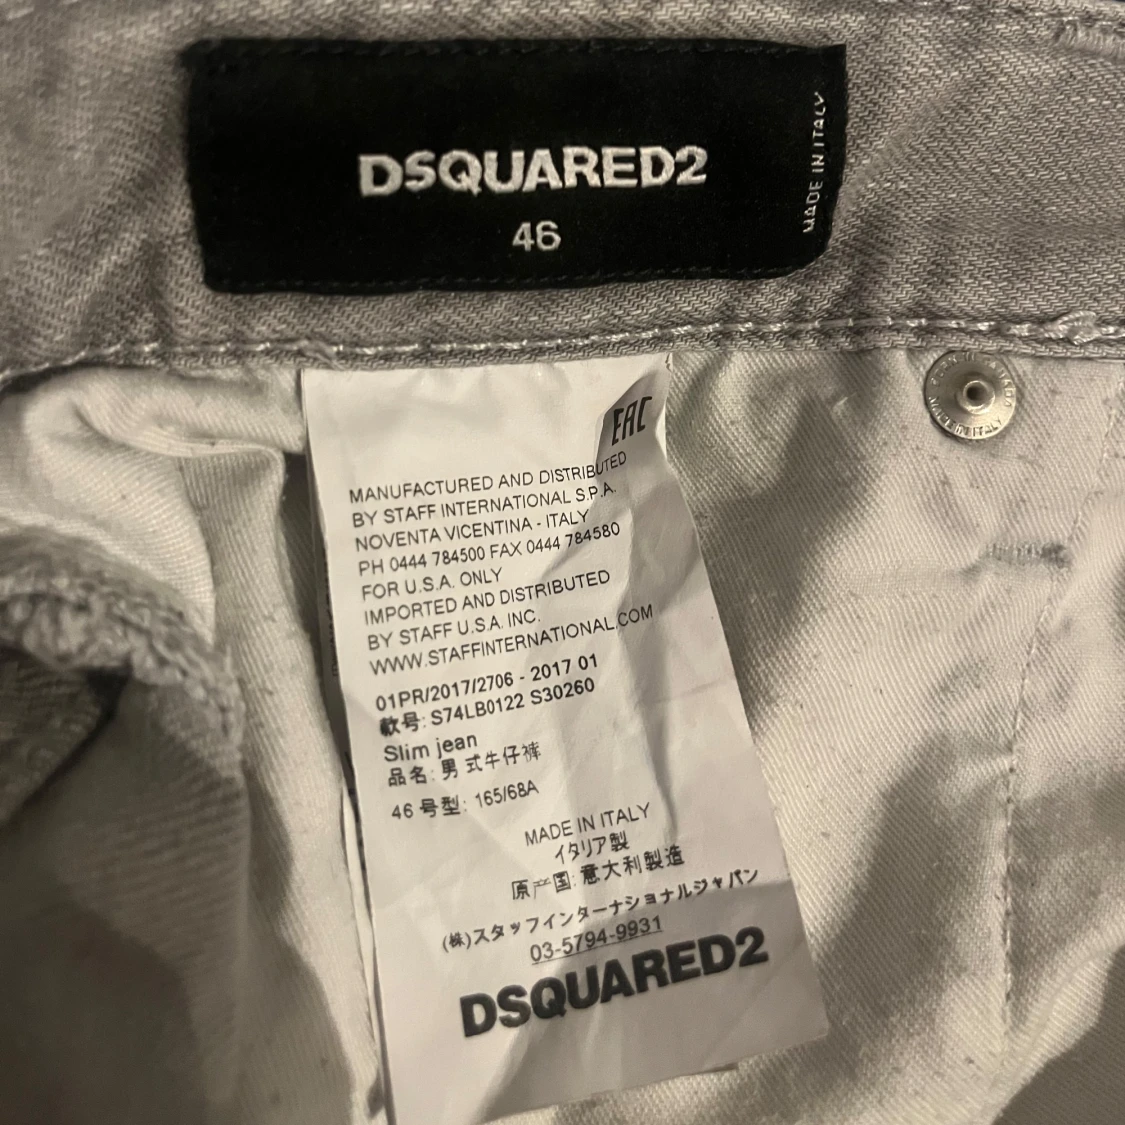 DSQUARED2
46
MADE IN ITALY
EAC
MANUFACTURED AND DISTRIBUTED
BY STAFF INTERNATIONAL S.P.A.
NOVENTA VICENTINA - ITALY
PH 0444 784500 FAX 0444 784580
FOR U.S.A. ONLY
IMPORTED AND DISTRIBUTED
BY STAFF U.S.A. INC.
WWW.STAFFINTERNATIONAL.COM
01PR/2017/2706 - 2017 01
款号: S74LB0122 S30260
Slim jean
品名: 男 式牛仔裤
46 号型: 165/68A
MADE IN ITALY
イタリア製
原产国: 意大利製造
(株)スタッフインターナショナルジャパン
03-5794-9931
DSQUARED2
MADE IN ITALY